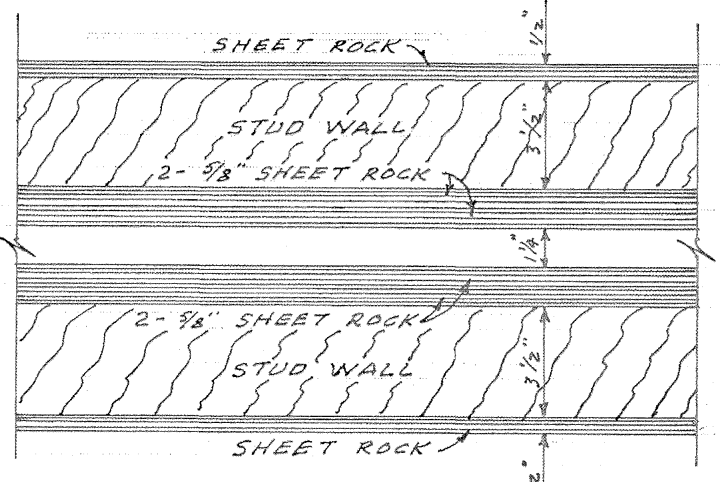 1/2"
SHEET ROCK
STUD WALL
3 1/2"
2- 5/8" SHEET ROCK
1 1/4"
2- 5/8" SHEET ROCK
3 1/2"
STUD WALL
SHEET ROCK
2"